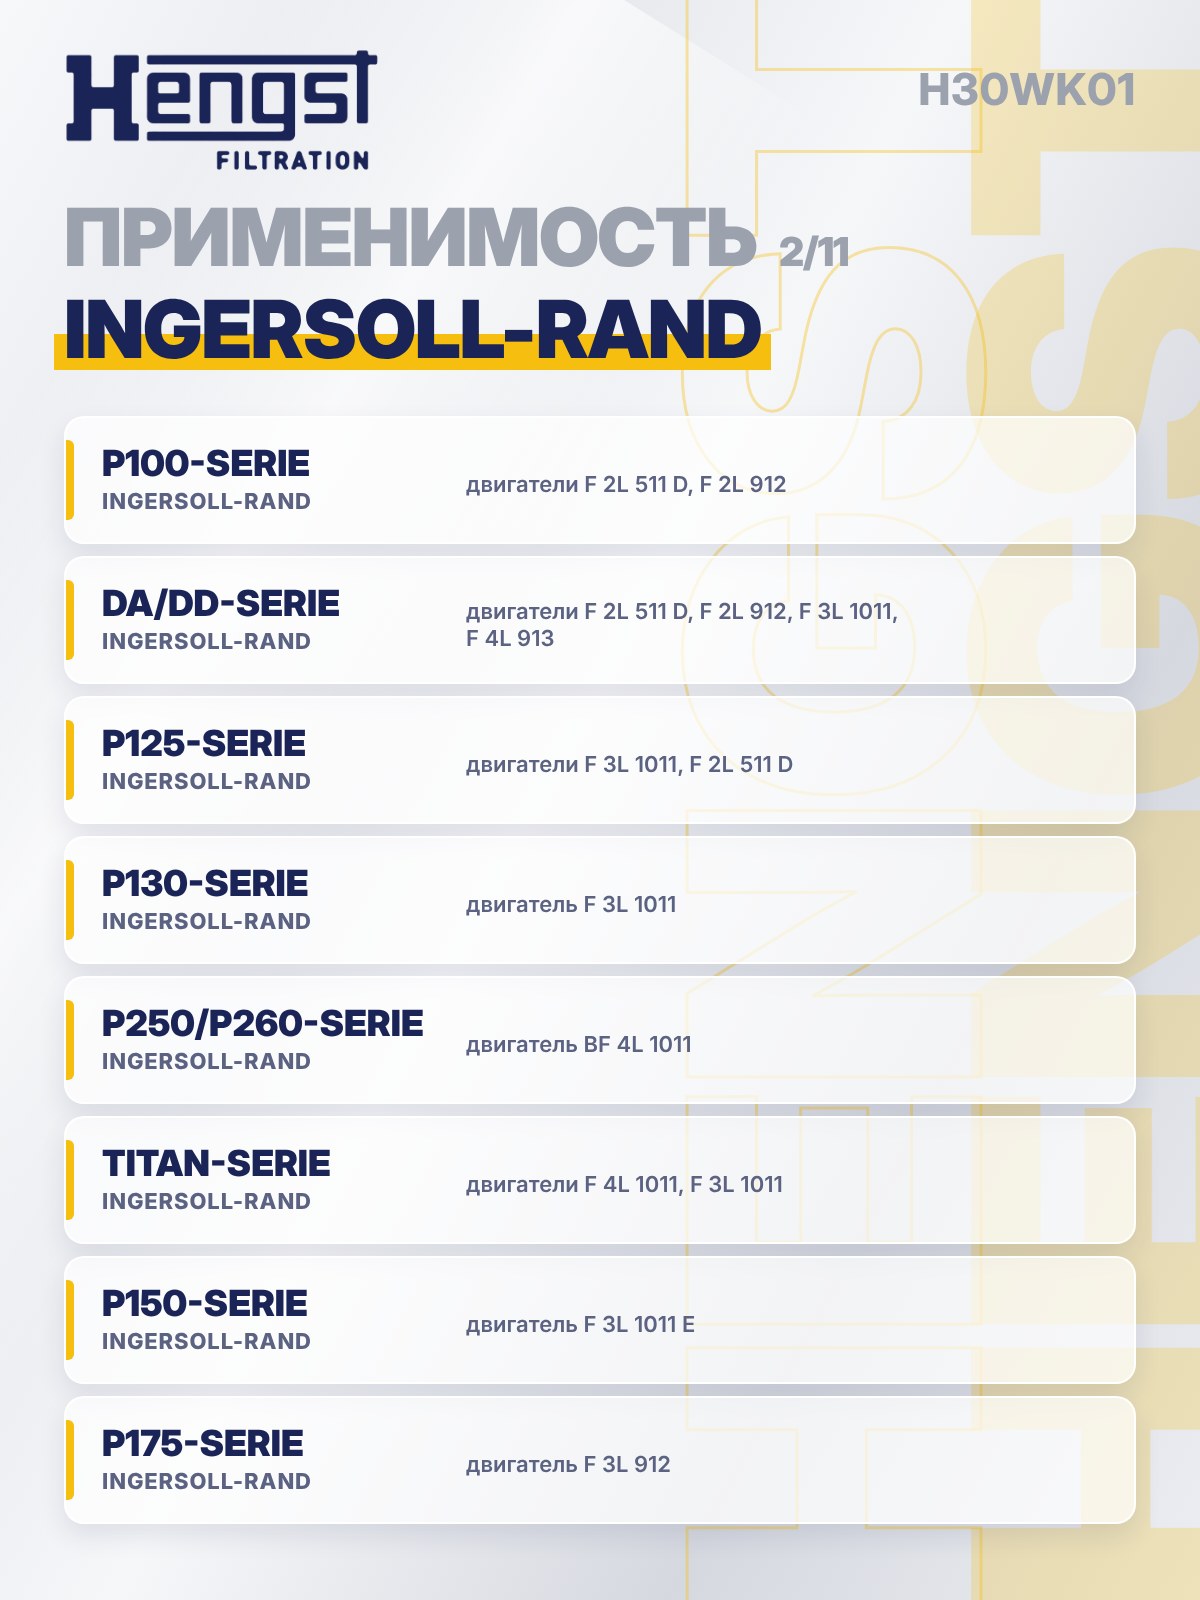 Hengst
FILTRATION
H30WK01
ПРИМЕНИМОСТЬ 2/11
INGERSOLL-RAND
P100-SERIE
INGERSOLL-RAND
двигатели F 2L 511 D, F 2L 912
DA/DD-SERIE
INGERSOLL-RAND
двигатели F 2L 511 D, F 2L 912, F 3L 1011,
F 4L 913
P125-SERIE
INGERSOLL-RAND
двигатели F 3L 1011, F 2L 511 D
P130-SERIE
INGERSOLL-RAND
двигатель F 3L 1011
P250/P260-SERIE
INGERSOLL-RAND
двигатель BF 4L 1011
TITAN-SERIE
INGERSOLL-RAND
двигатели F 4L 1011, F 3L 1011
P150-SERIE
INGERSOLL-RAND
двигатель F 3L 1011 E
P175-SERIE
INGERSOLL-RAND
двигатель F 3L 912
HENGST
HENGST